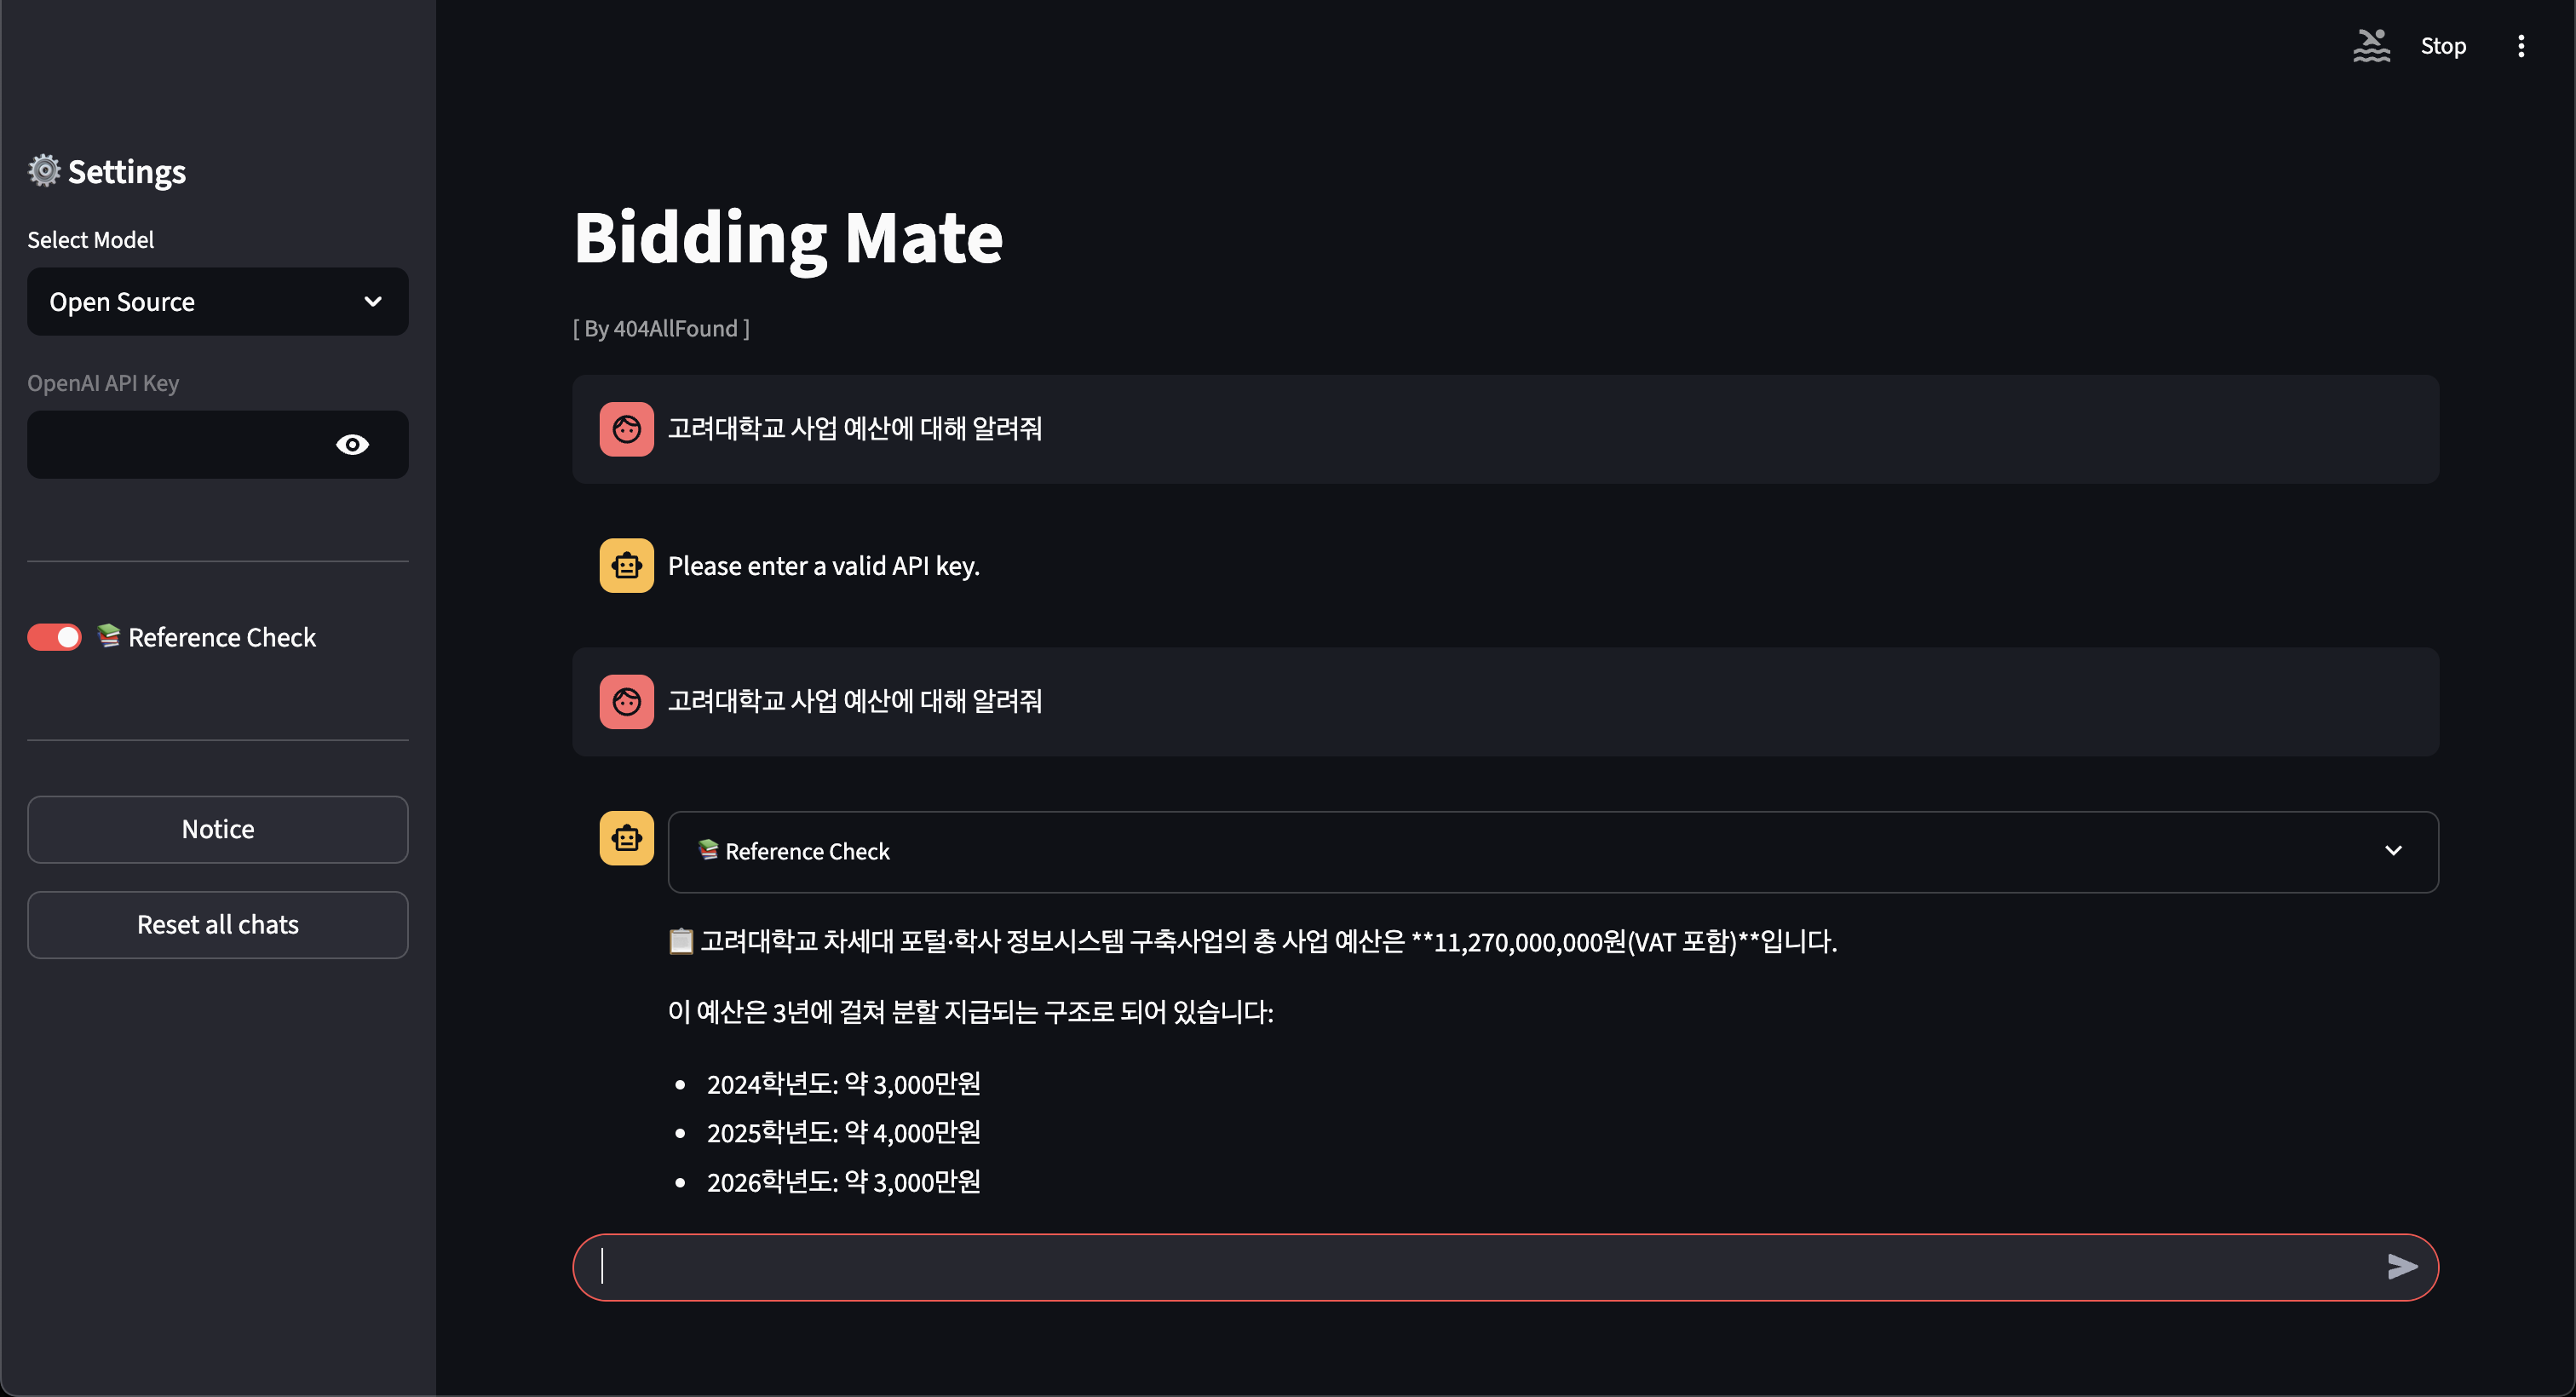 Stop
Settings
Select Model
Open Source
OpenAI API Key
Reference Check
Notice
Reset all chats
Bidding Mate
[ By 404AllFound ]
고려대학교 사업 예산에 대해 알려줘
Please enter a valid API key.
고려대학교 사업 예산에 대해 알려줘
Reference Check
고려대학교 차세대 포털·학사 정보시스템 구축사업의 총 사업 예산은 **11,270,000,000원(VAT 포함)**입니다.
이 예산은 3년에 걸쳐 분할 지급되는 구조로 되어 있습니다:
2024학년도: 약 3,000만원
2025학년도: 약 4,000만원
2026학년도: 약 3,000만원